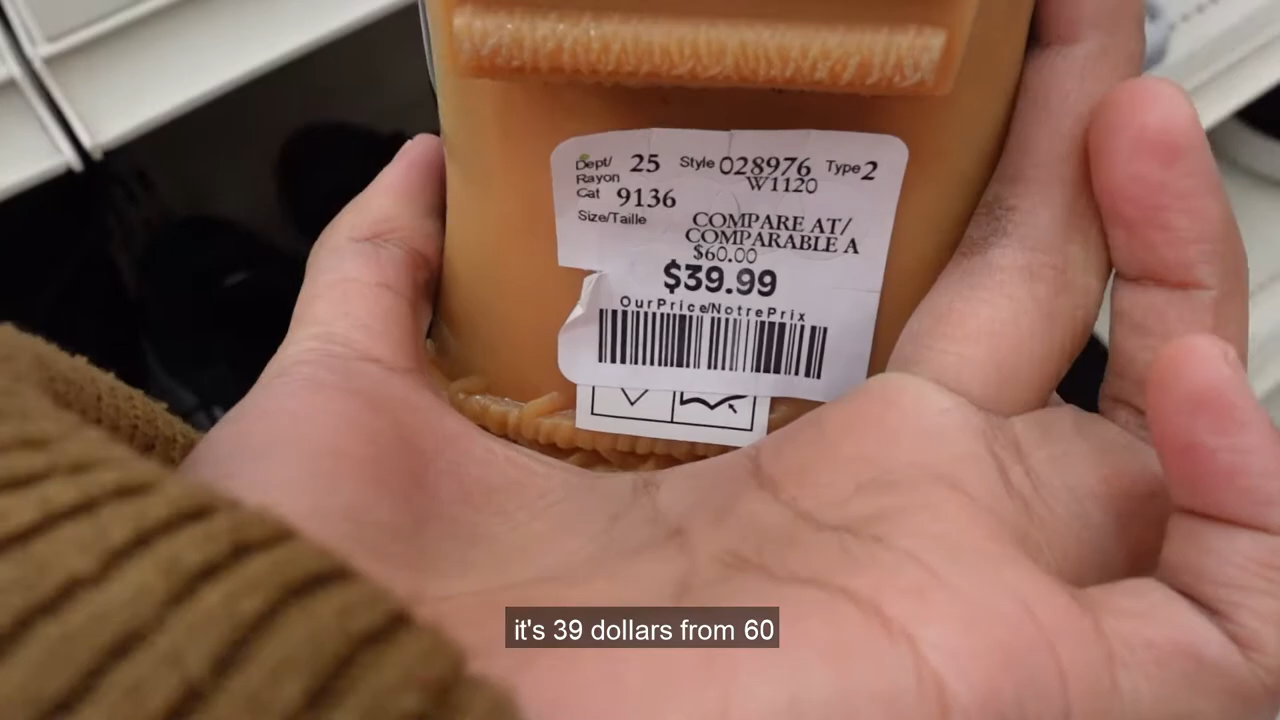 Dept/ 25 Style 028976 Type 2
Rayon W1120
Cat 9136
Size/Taille COMPARE AT/
COMPARABLE A
$60.00
$39.99
OurPrice/NotrePrix
it's 39 dollars from 60